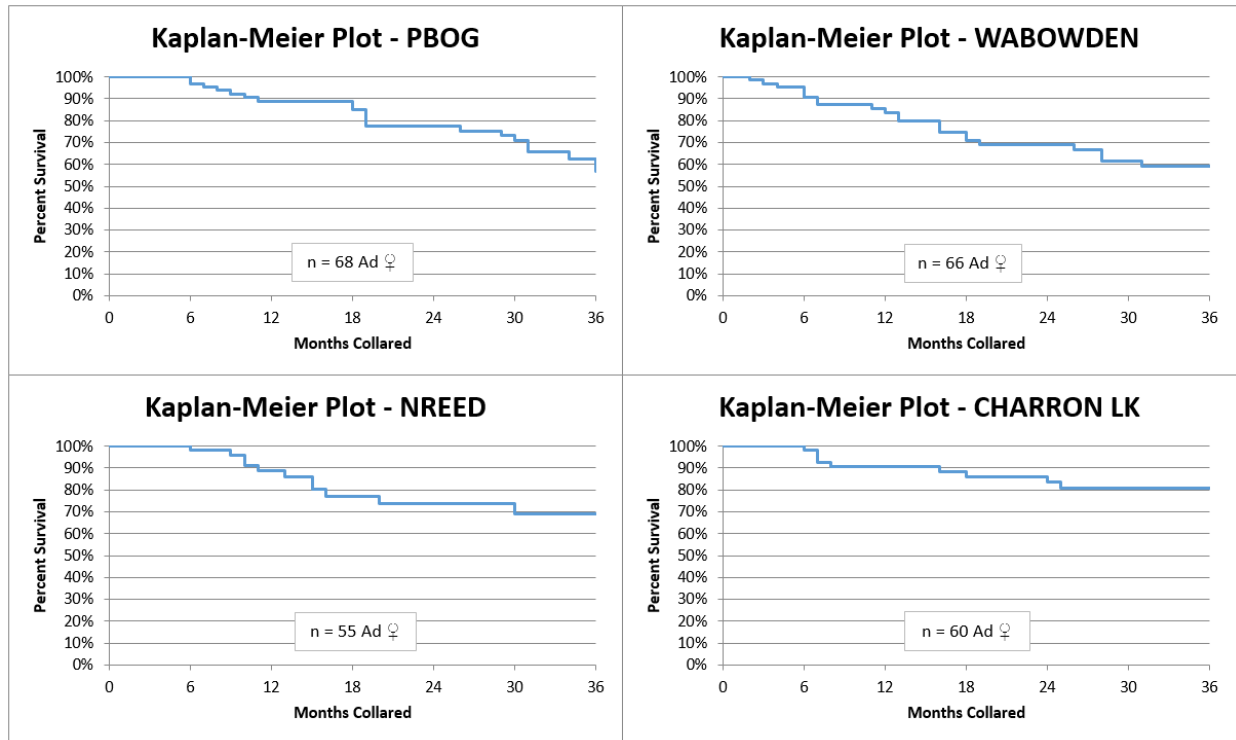 Kaplan-Meier Plot - PBOG
100%
90%
80%
70%
60%
50%
40%
30%
20%
10%
0%
Percent Survival
n = 68 Ad ♀
0 6 12 18 24 30 36
Months Collared
Kaplan-Meier Plot - WABOWDEN
100%
90%
80%
70%
60%
50%
40%
30%
20%
10%
0%
Percent Survival
n = 66 Ad ♀
0 6 12 18 24 30 36
Months Collared
Kaplan-Meier Plot - NREED
100%
90%
80%
70%
60%
50%
40%
30%
20%
10%
0%
Percent Survival
n = 55 Ad ♀
0 6 12 18 24 30 36
Months Collared
Kaplan-Meier Plot - CHARRON LK
100%
90%
80%
70%
60%
50%
40%
30%
20%
10%
0%
Percent Survival
n = 60 Ad ♀
0 6 12 18 24 30 36
Months Collared